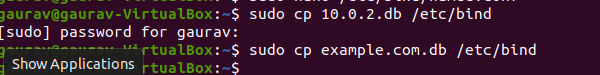 gaurav@gaurav-VirtualBox:~$ sudo cp 10.0.2.db /etc/bind
[sudo] password for gaurav:
gaurav@gaurav-VirtualBox:~$ sudo cp example.com.db /etc/bind
Show Applications
-VirtualBox:~$